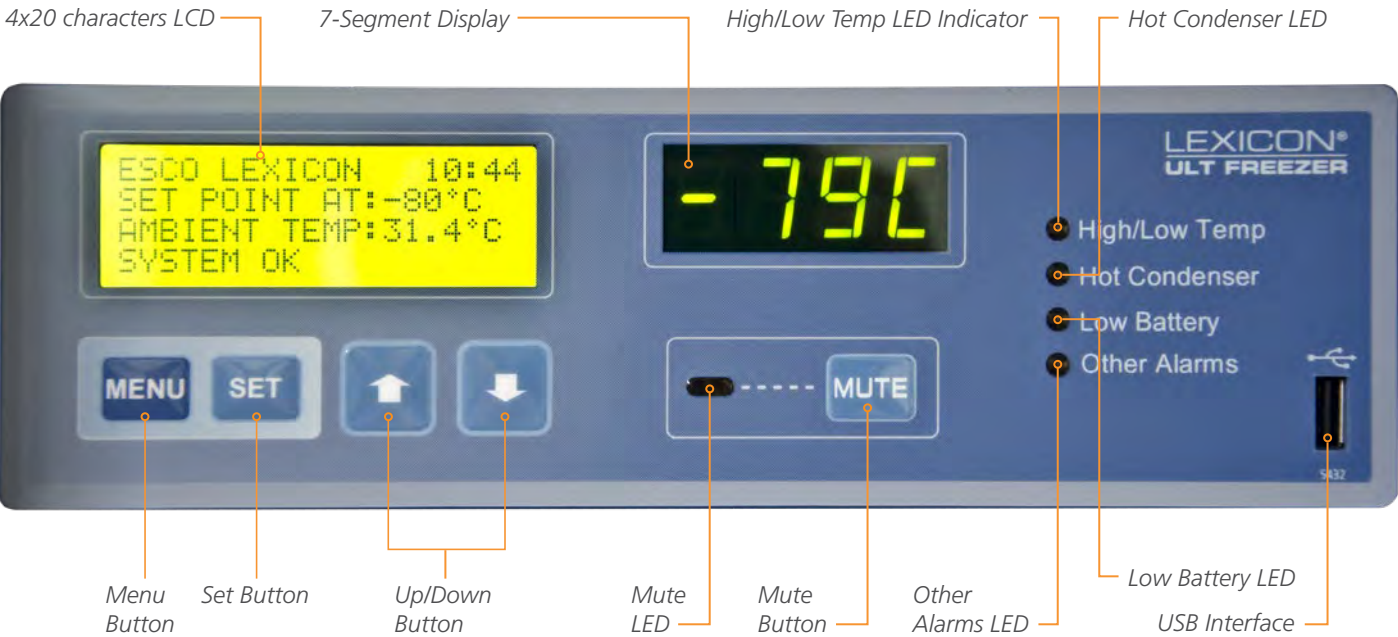 4x20 characters LCD
7-Segment Display
High/Low Temp LED Indicator
Hot Condenser LED
ESCO LEXICON 10:44
SET POINT AT:-80°C
AMBIENT TEMP:31.4°C
SYSTEM OK
-79C
LEXICON®
ULT FREEZER
High/Low Temp
Hot Condenser
Low Battery
Other Alarms
MENU
SET
MUTE
5432
Menu
Button
Set Button
Up/Down
Button
Mute
LED
Mute
Button
Other
Alarms LED
Low Battery LED
USB Interface